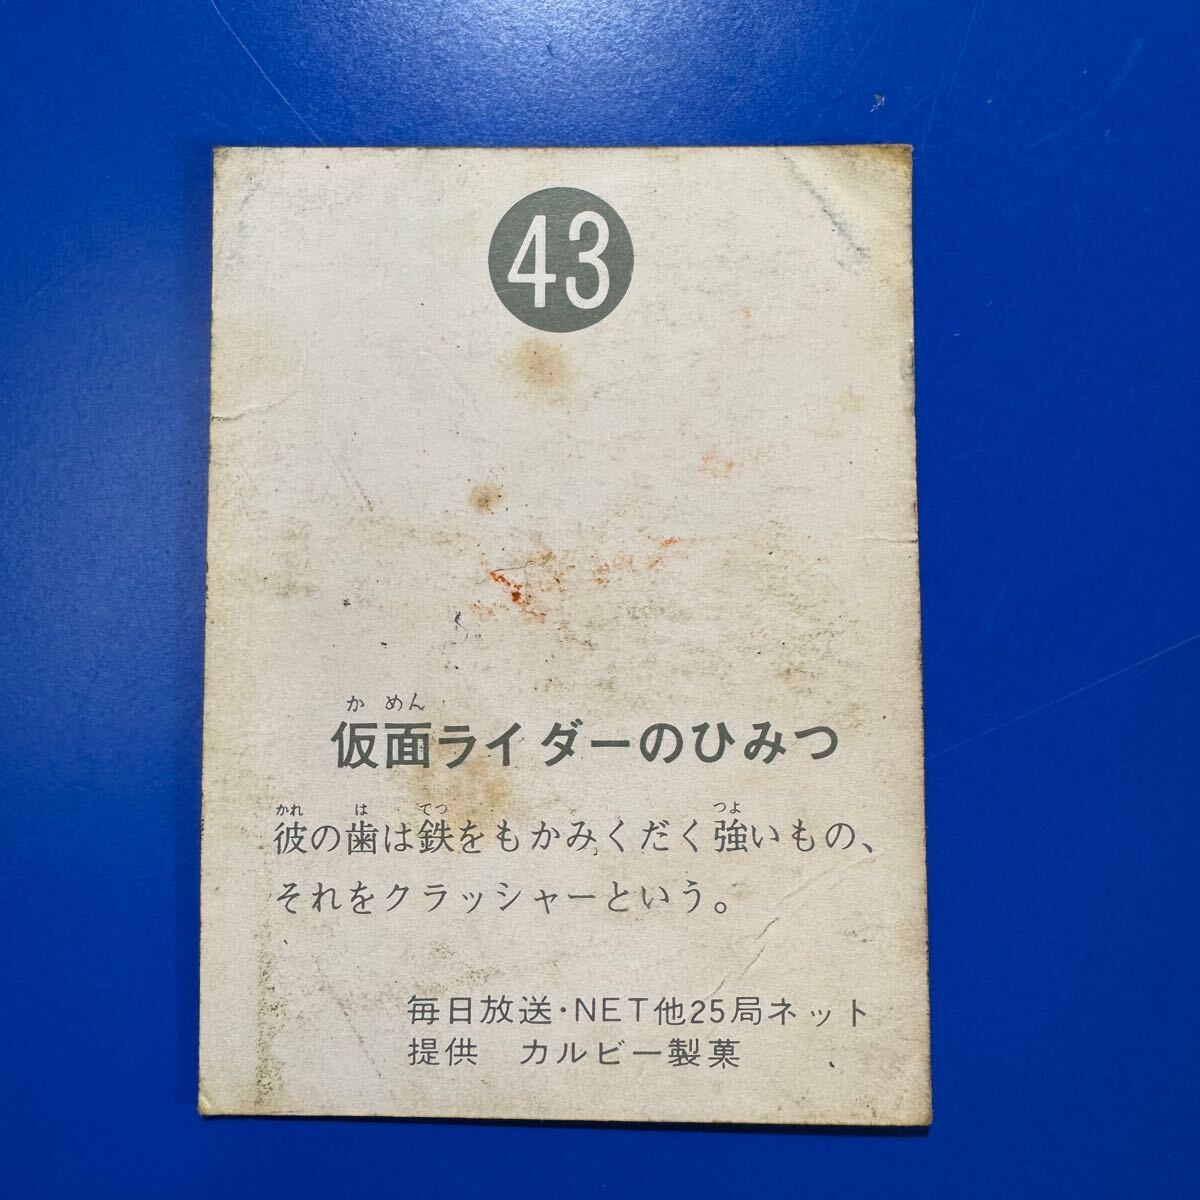 43
か めん
仮面ライダーのひみつ
かれ は てつ つよ
彼の歯は鉄をもかみくだく強いもの、
それをクラッシャーという。
毎日放送・NET他25局ネット
提供 カルビー製菓